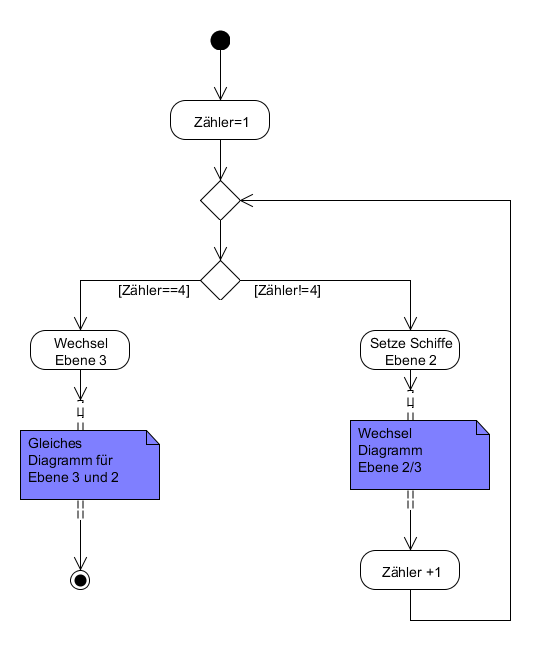 Zähler=1
[Zähler==4]
[Zähler!=4]
Wechsel
Ebene 3
Setze Schiffe
Ebene 2
Gleiches
Diagramm für
Ebene 3 und 2
Wechsel
Diagramm
Ebene 2/3
Zähler +1